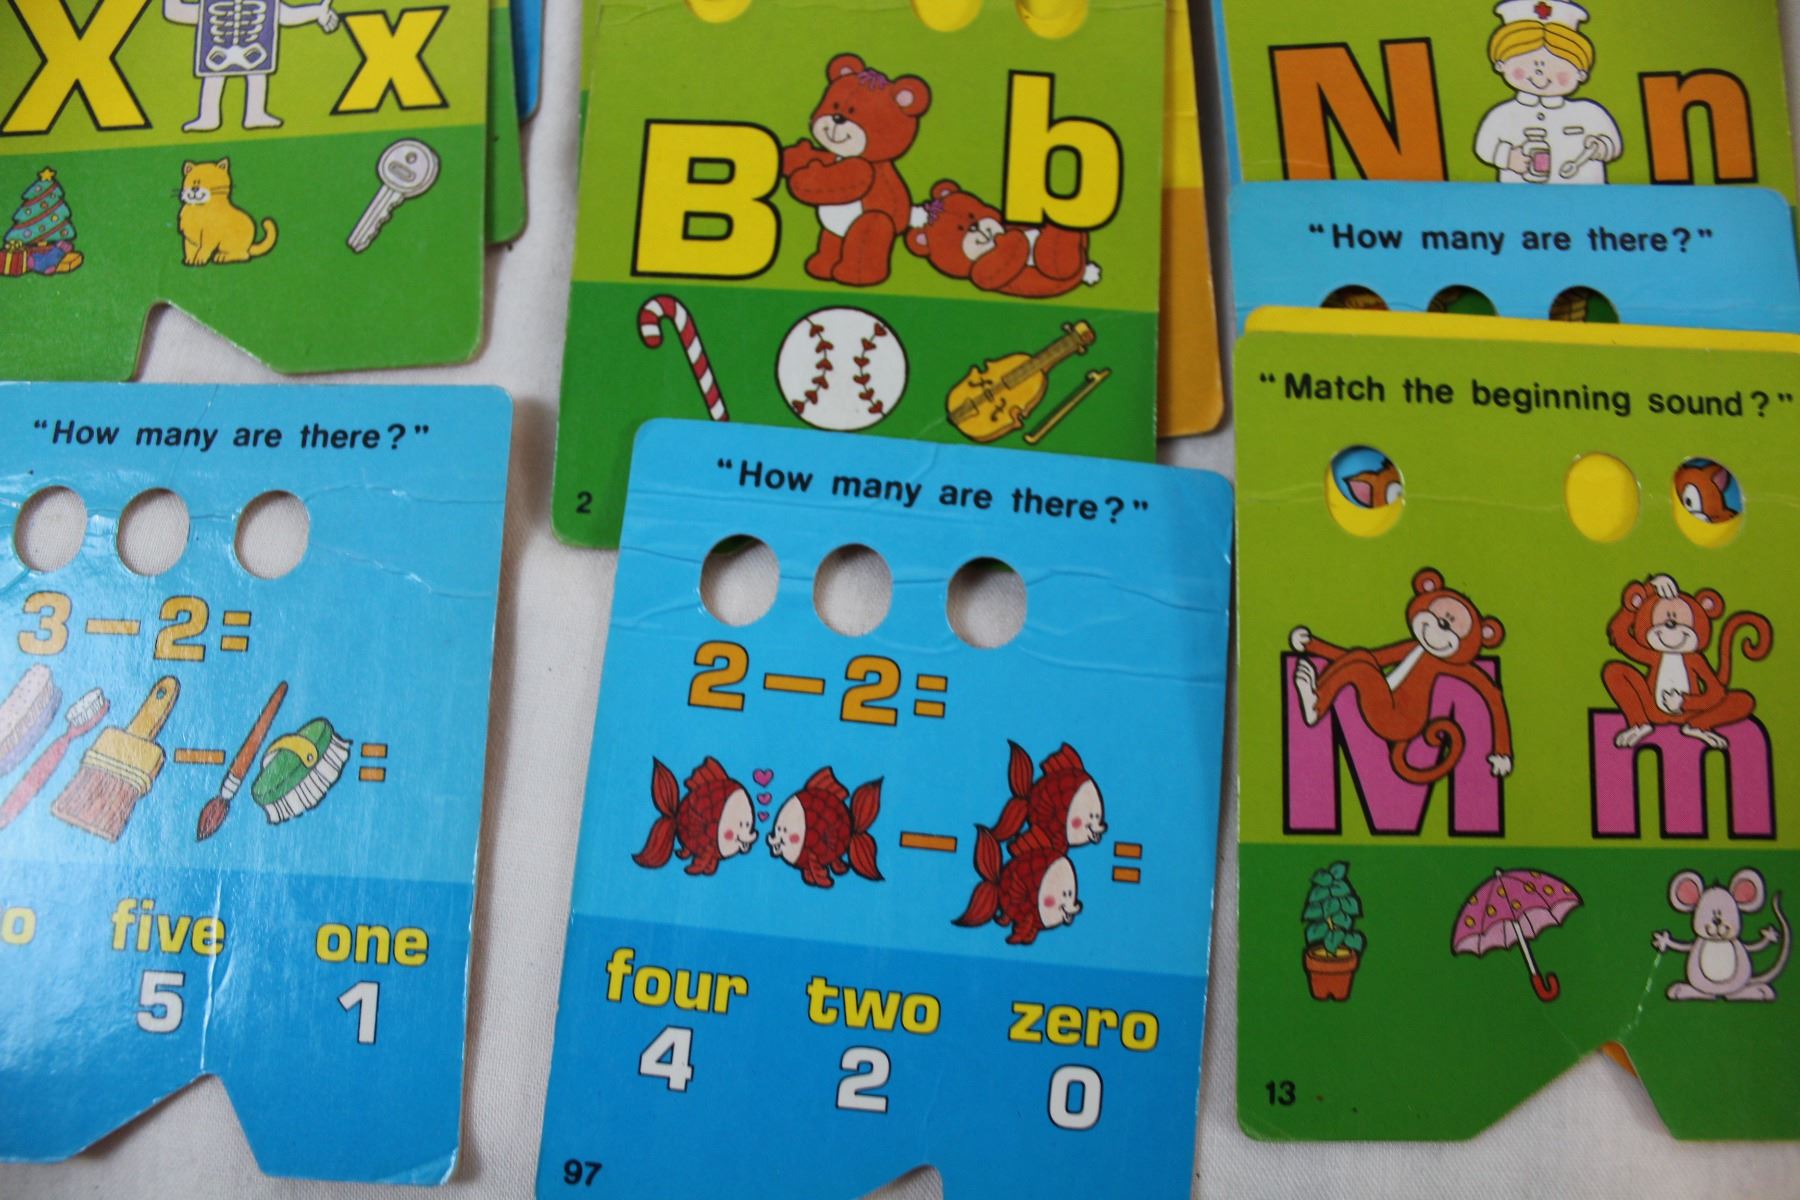 X x
B b
2
N n
"How many are there?"
"Match the beginning sound?"
M m
13
"How many are there?"
3 – 2 =
– =
five one
5 1
"How many are there?"
2 – 2 =
– =
four two zero
4 2 0
97